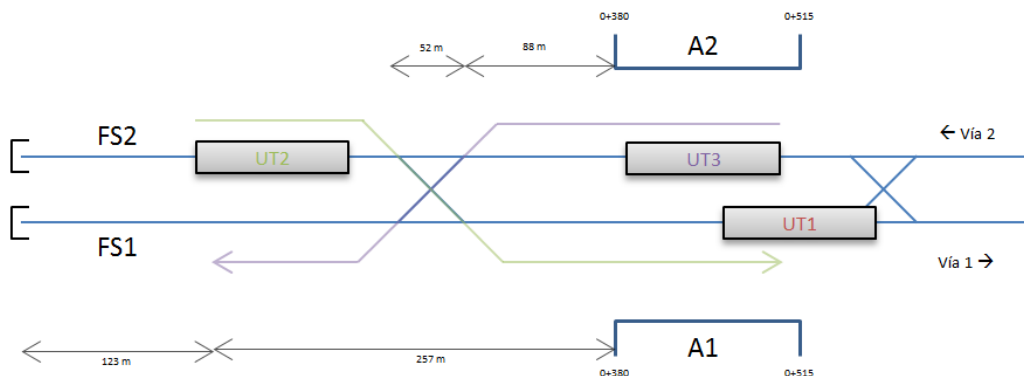 0+380
0+515
A2
52 m
88 m
FS2
← Vía 2
UT2
UT3
UT1
FS1
Vía 1 →
A1
123 m
257 m
0+380
0+515